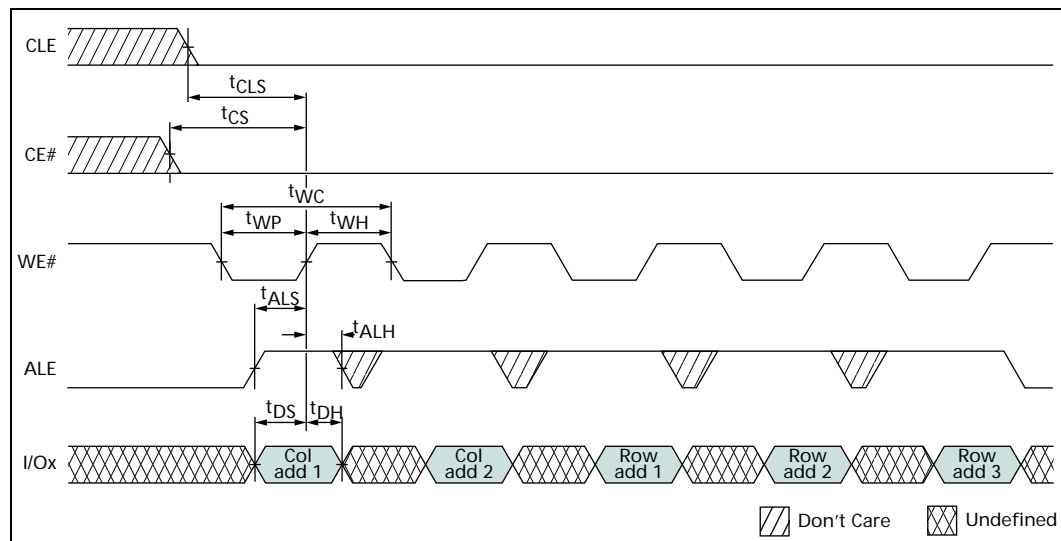 CLE
tCLS
tCS
CE#
tWC
tWP
tWH
WE#
tALS
tALH
ALE
tDS
tDH
I/Ox
Col
add 1
Col
add 2
Row
add 1
Row
add 2
Row
add 3
Don't Care
Undefined